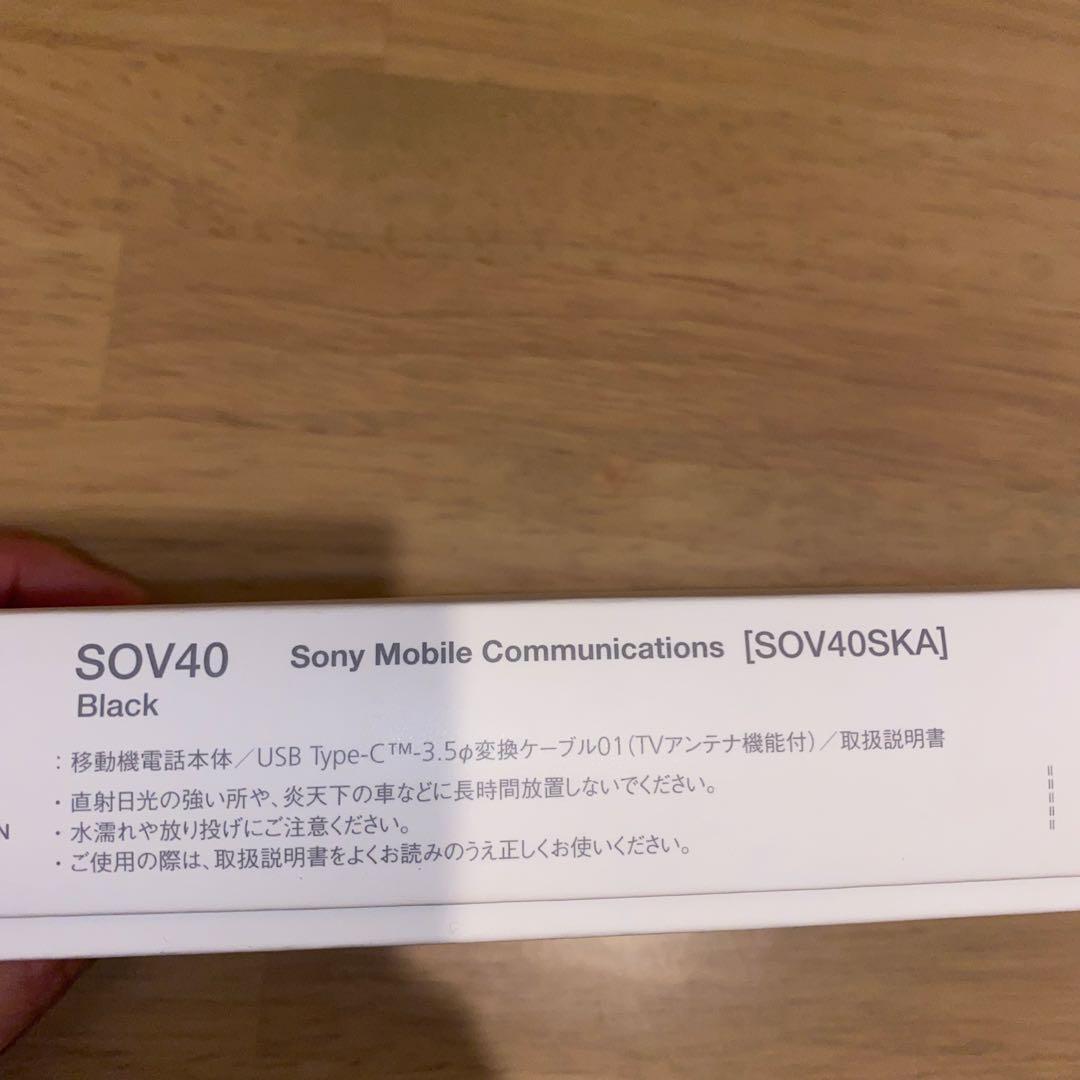 SOV40 Sony Mobile Communications [SOV40SKA]
Black
：移動機電話本体／USB Type-C™-3.5φ変換ケーブル01(TVアンテナ機能付)／取扱説明書
・直射日光の強い所や、炎天下の車などに長時間放置しないでください。
N ・水濡れや放り投げにご注意ください。
・ご使用の際は、取扱説明書をよくお読みのうえ正しくお使いください。